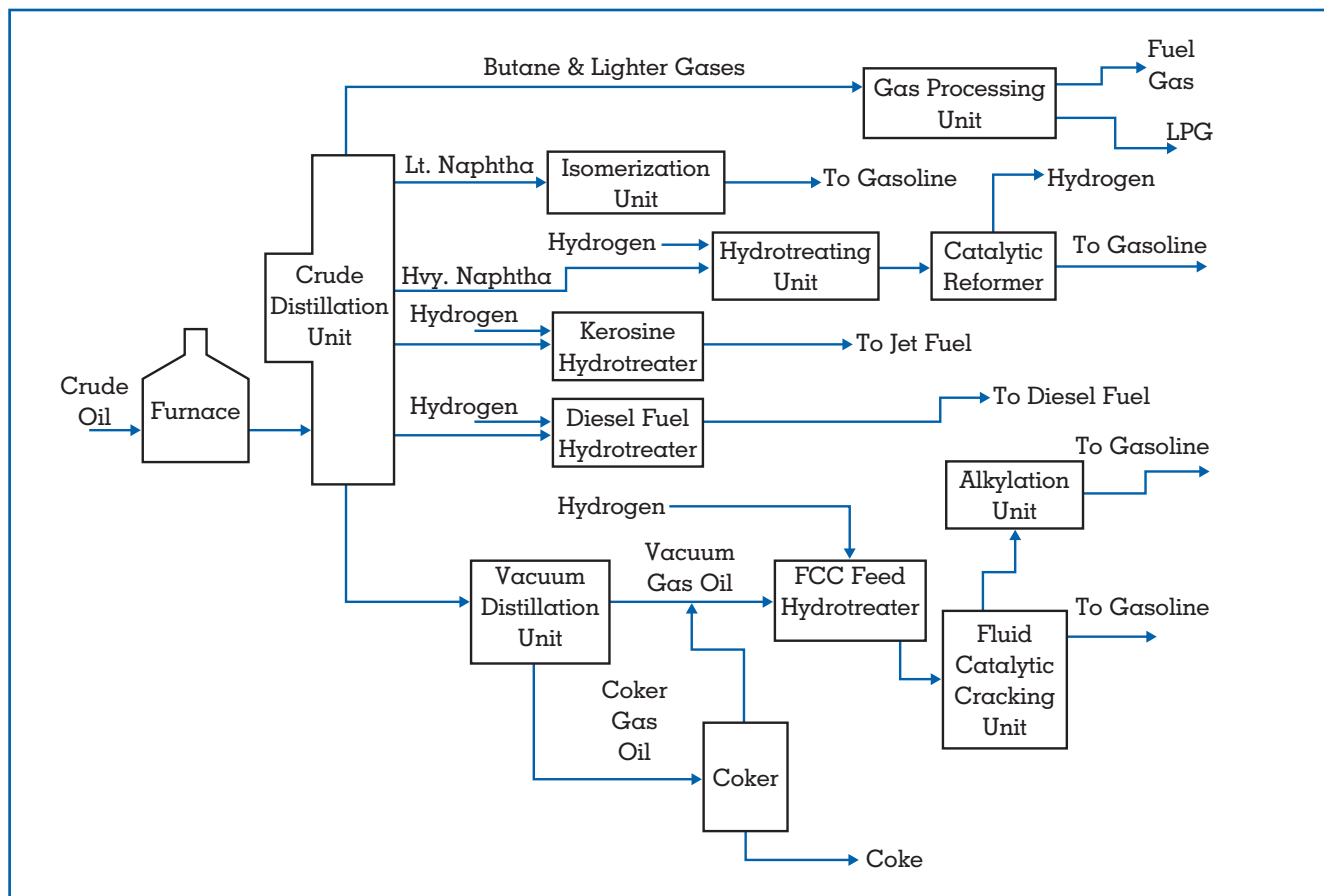 Butane & Lighter Gases
Gas Processing
Unit
Fuel
Gas
LPG
Lt. Naphtha
Isomerization
Unit
To Gasoline
Hydrogen
Hydrogen
Hvy. Naphtha
Hydrotreating
Unit
Catalytic
Reformer
To Gasoline
Crude
Distillation
Unit
Hydrogen
Kerosine
Hydrotreater
To Jet Fuel
Crude
Oil
Furnace
Hydrogen
Diesel Fuel
Hydrotreater
To Diesel Fuel
To Gasoline
Alkylation
Unit
Hydrogen
Vacuum
Gas Oil
Vacuum
Distillation
Unit
FCC Feed
Hydrotreater
To Gasoline
Fluid
Catalytic
Cracking
Unit
Coker
Gas
Oil
Coker
Coke